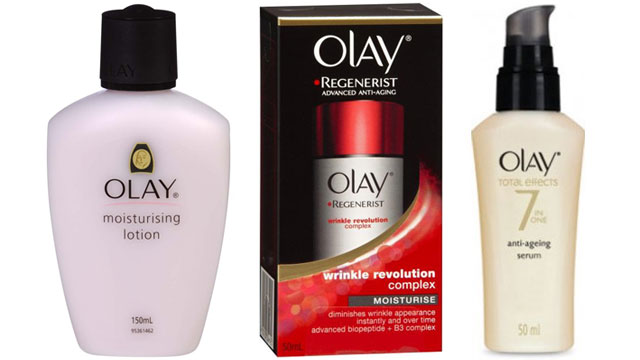 OLAY
OLAY®
moisturising
lotion
150mL
95361462
OLAY®
•REGENERIST
ADVANCED ANTI-AGING
OLAY®
•REGENERIST
wrinkle revolution
complex
wrinkle revolution
complex
MOISTURISE
diminishes wrinkle appearance
instantly and over time
advanced biopeptide + B3 complex
50mL
OLAY®
total effects
7 IN ONE
anti-ageing
serum
50 ml